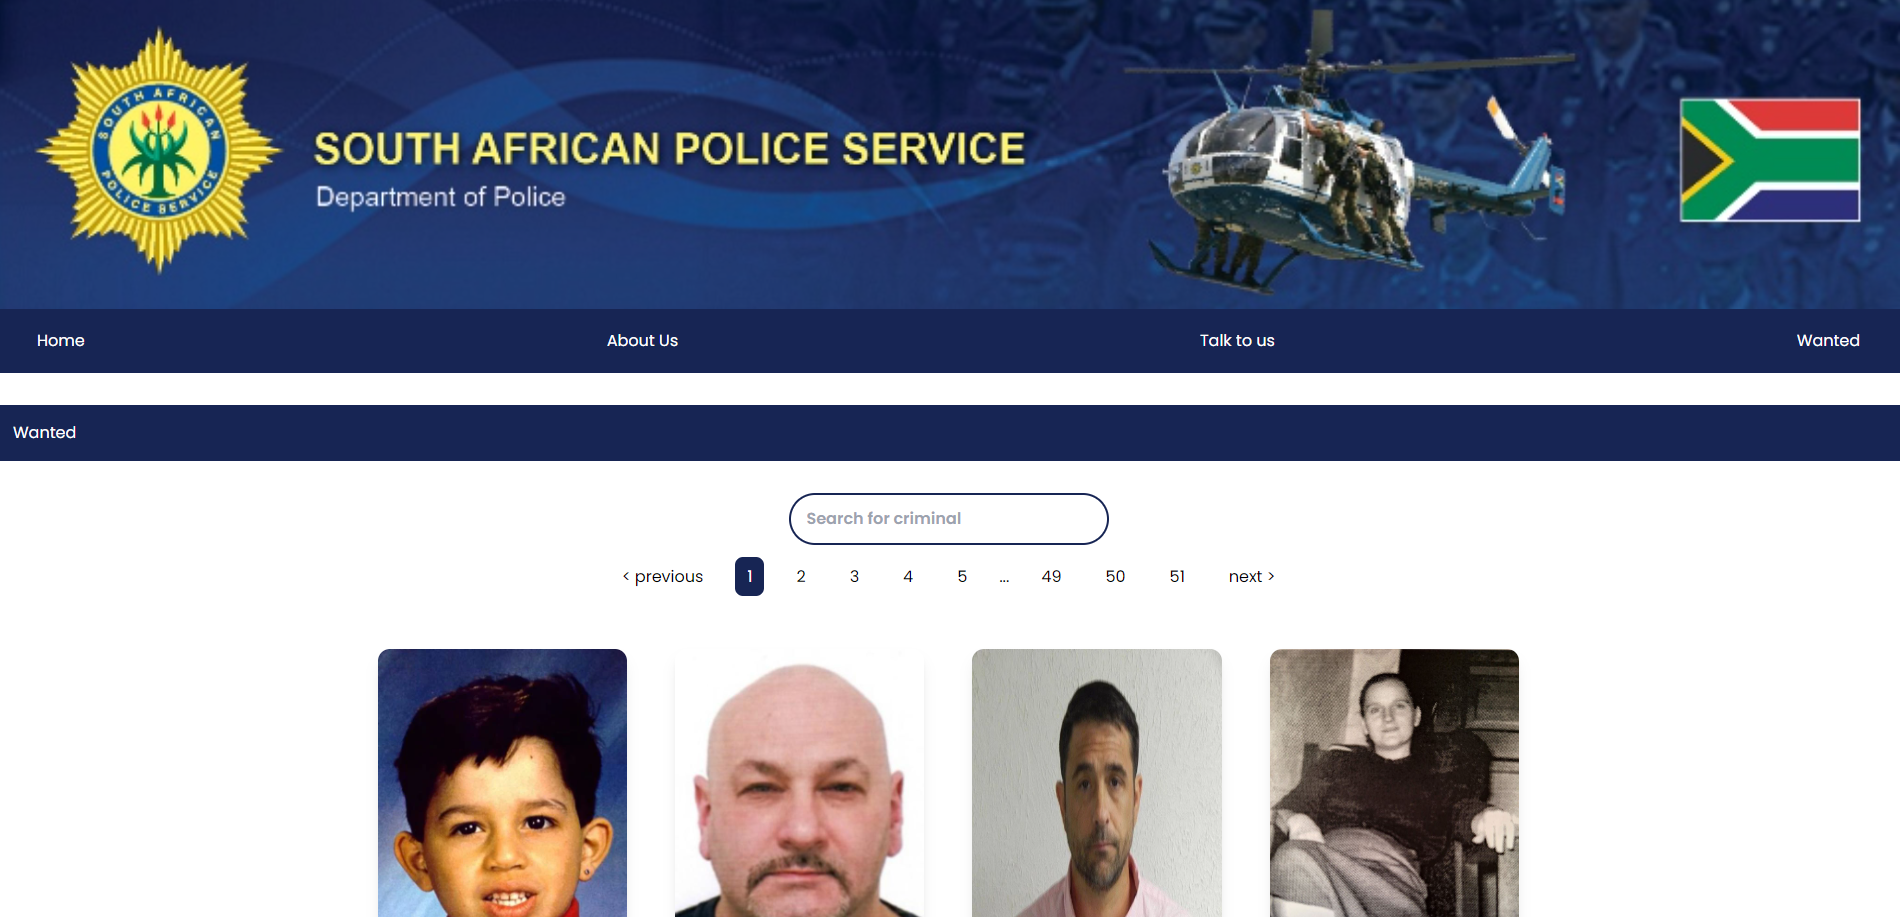 SOUTH AFRICAN
POLICE SERVICE
SOUTH AFRICAN POLICE SERVICE
Department of Police
Home About Us Talk to us Wanted
Wanted
Search for criminal
< previous 1 2 3 4 5 ... 49 50 51 next >